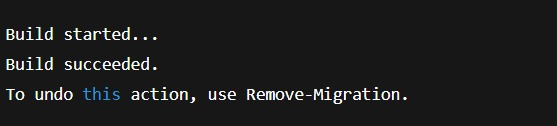 Build started...
Build succeeded.
To undo this action, use Remove-Migration.